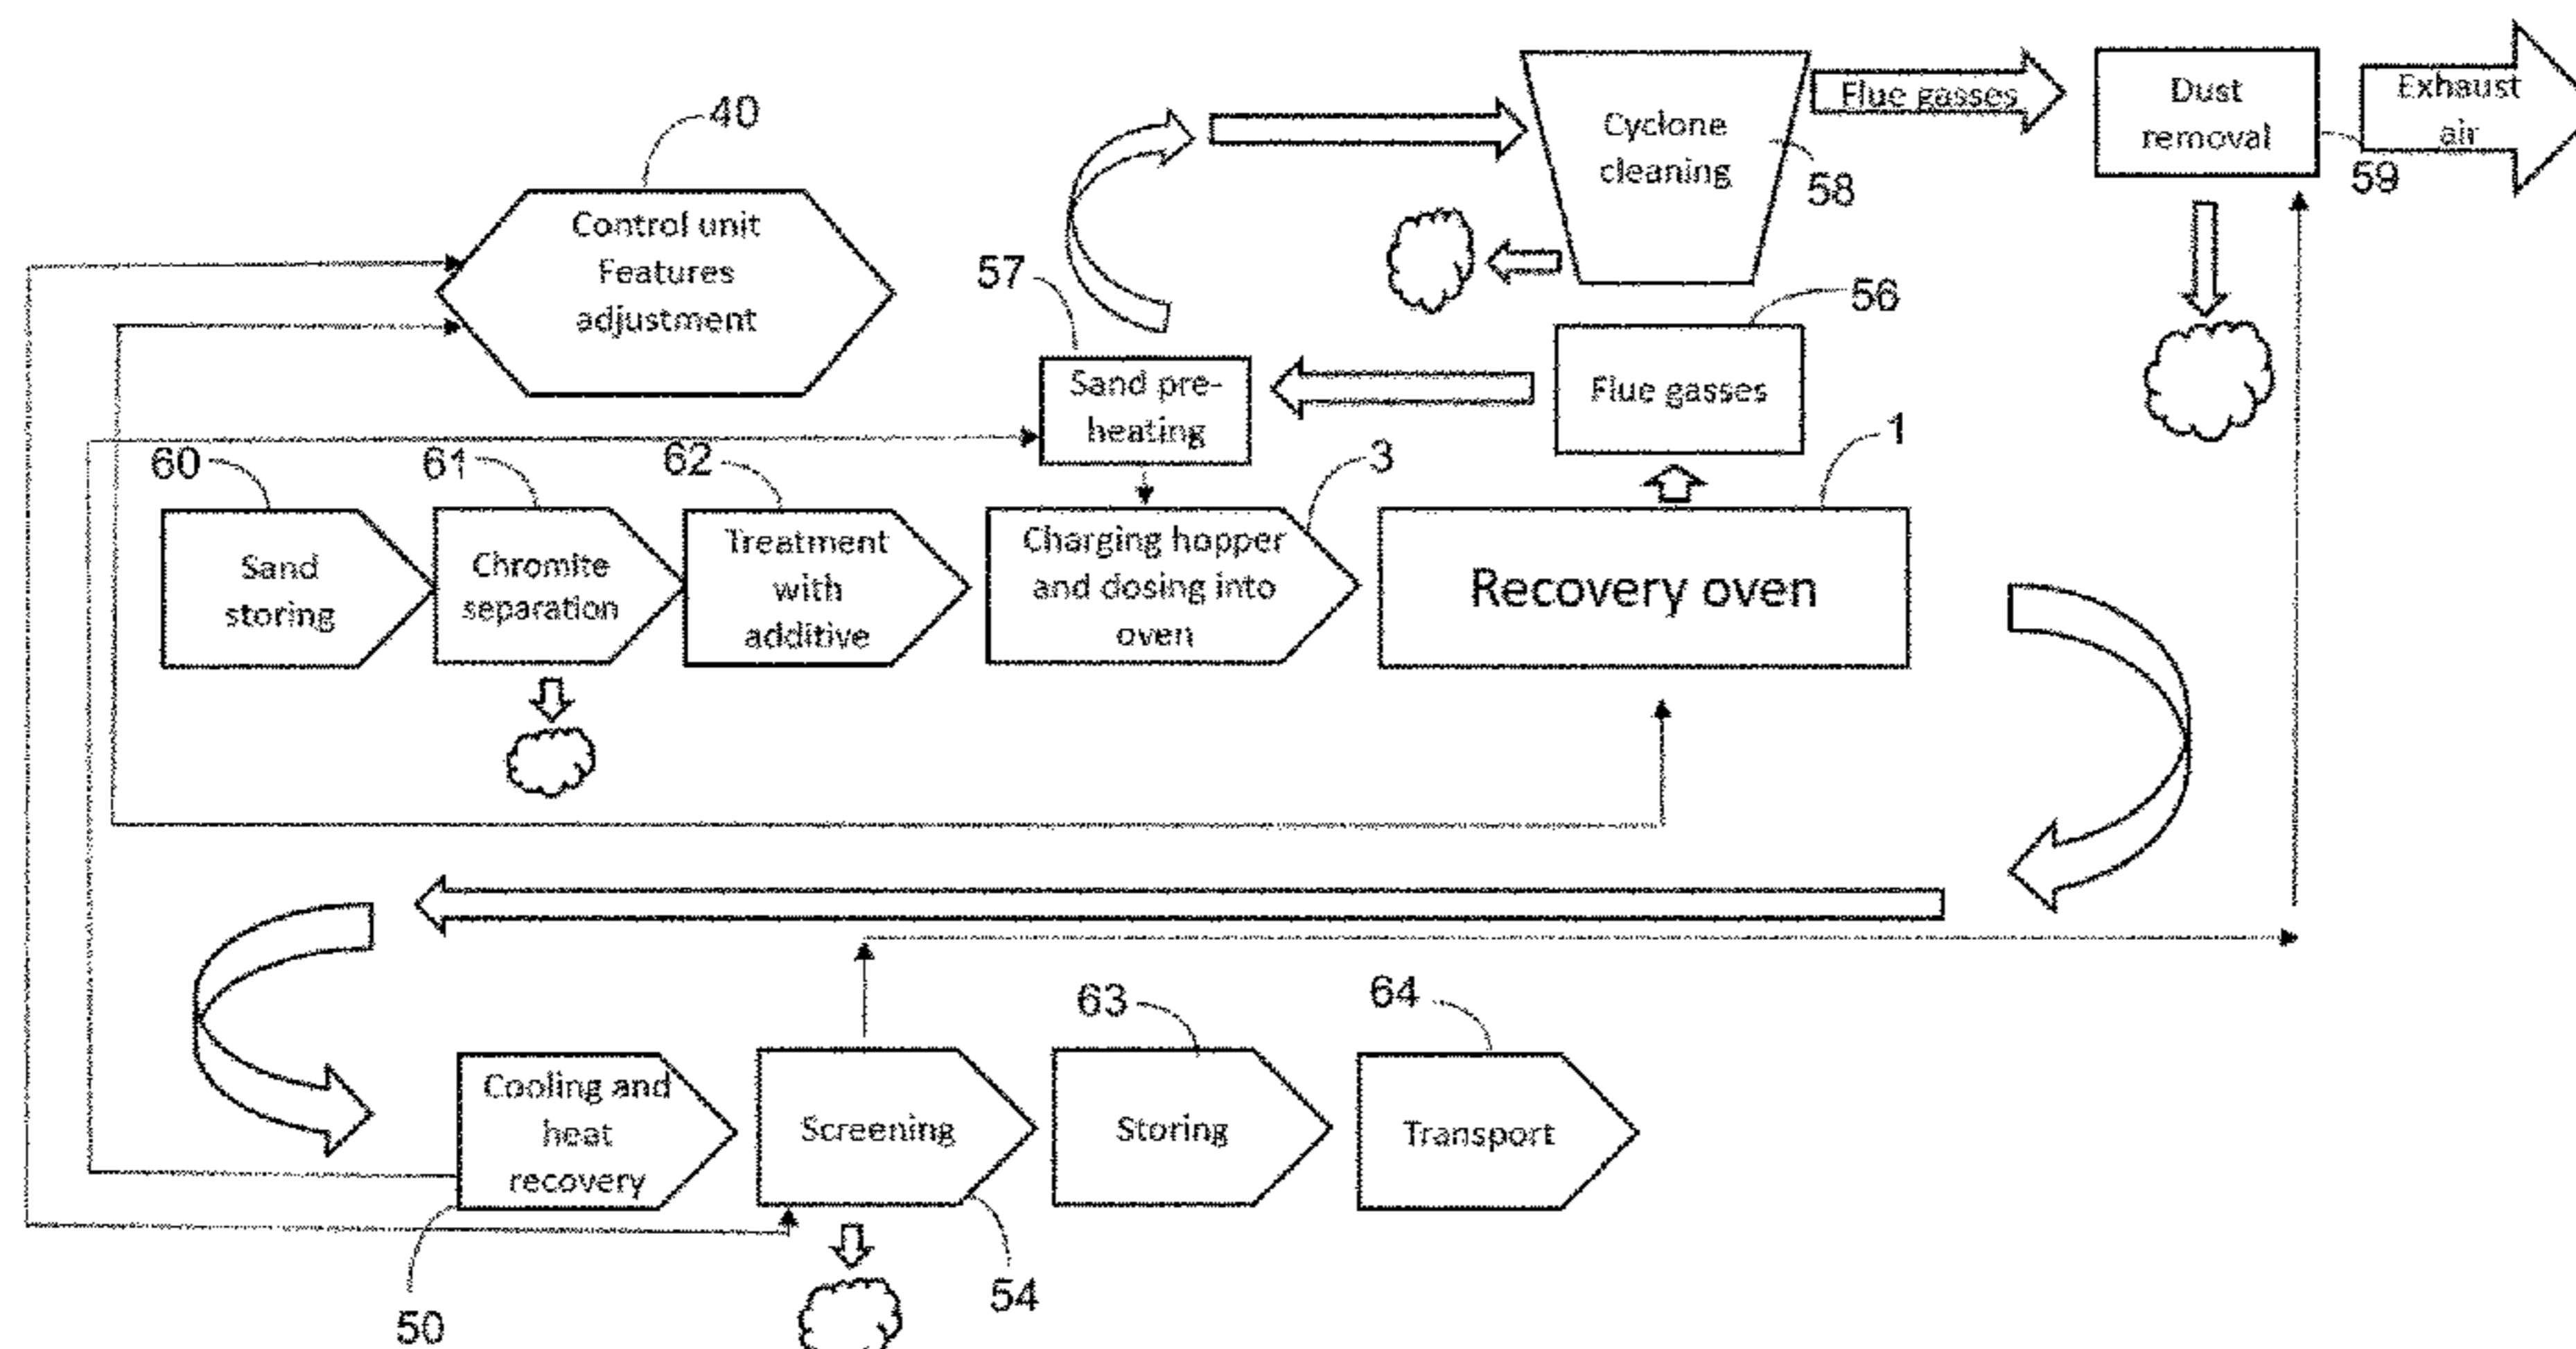 40
Control unit
Features
adjustment
57
Sand pre-
heating
Cyclone
cleaning
58
Flue gasses
Dust
removal
59
Exhaust
air
56
Flue gasses
60
Sand
storing
61
Chromite
separation
62
Treatment
with
additive
3
Charging hopper
and dosing into
oven
1
Recovery oven
50
Cooling and
heat
recovery
54
Screening
63
Storing
64
Transport